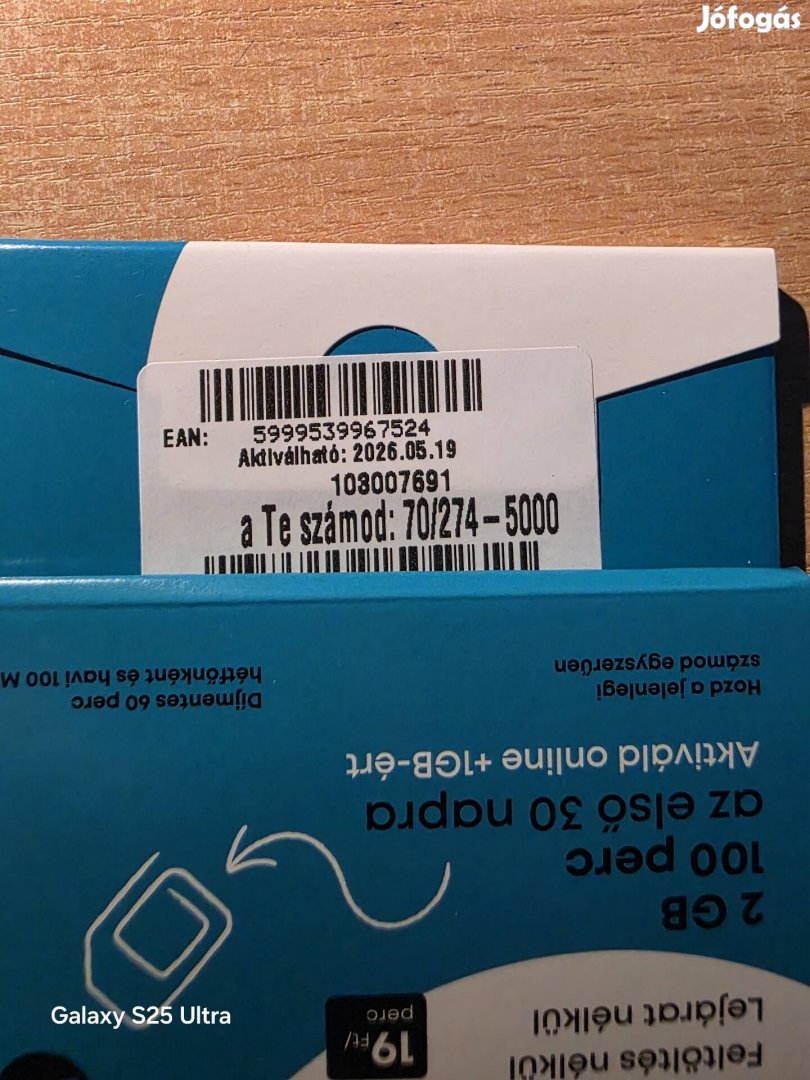 Jófogás
EAN: 5999539967524
Aktiválható: 2026.05.19
103007691
a Te számod: 70/274-5000
Feltöltés nélkül
Lejárat nélkül
19 Ft/
perc
2 GB
100 perc
az első 30 napra
Aktiváld online +1GB-ért
Hozd a jelenlegi
számod egyszerűen
Díjmentes 60 perc
hétfőnként és havi 100 M
Galaxy S25 Ultra